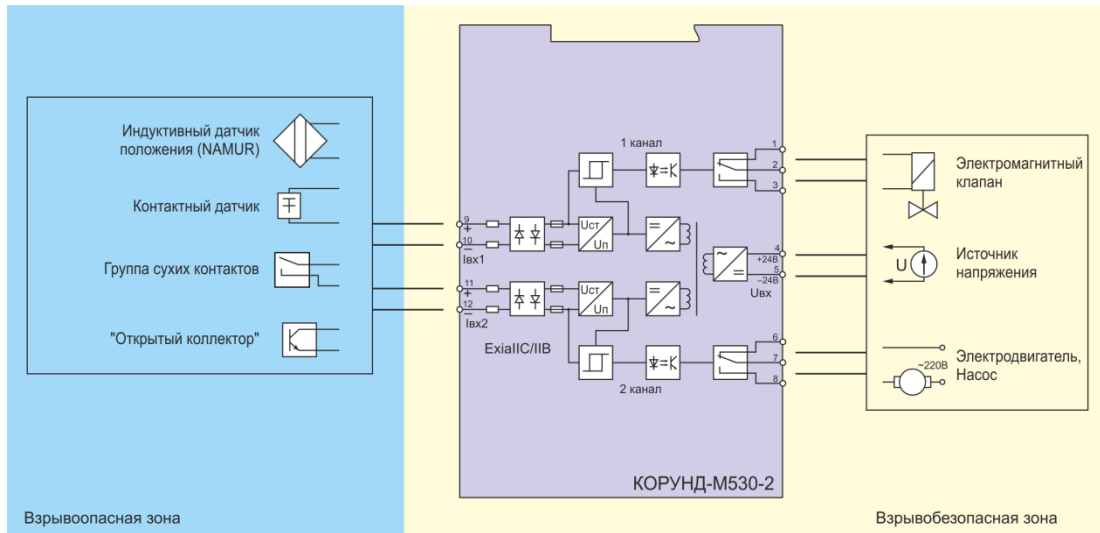 Индуктивный датчик
положения (NAMUR)
Контактный датчик
Группа сухих контактов
"Открытый коллектор"
Взрывоопасная зона
1 канал
1
2
3
9
+
10
–
Iвх1
Uст
Uп
4
+24В
5
–24В
Uвх
11
+
12
–
Iвх2
Uст
Uп
ExiaIIC/IIB
6
7
8
2 канал
КОРУНД-М530-2
Электромагнитный
клапан
U
Источник
напряжения
~220В
Электродвигатель,
Насос
Взрывобезопасная зона